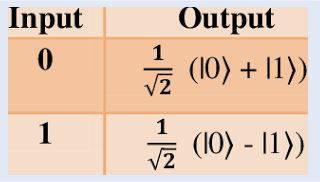 Input Output
0 1/√2 (|0⟩ + |1⟩)
1 1/√2 (|0⟩ - |1⟩)